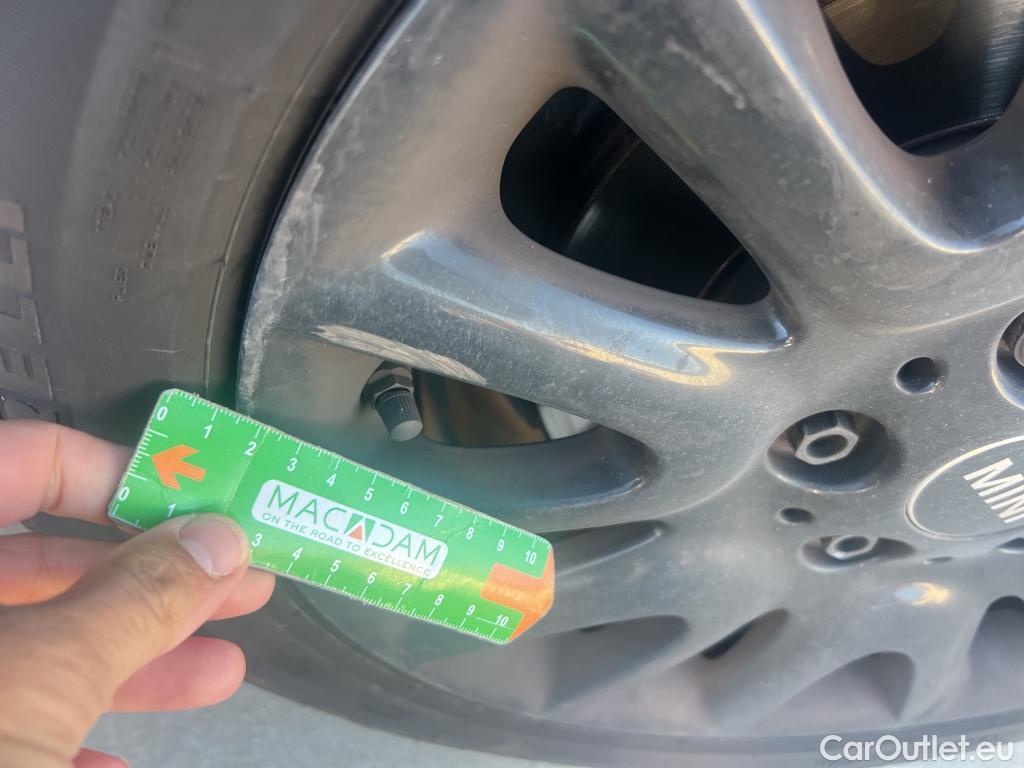 0 1 2 3 4 5 6 7 8 9 10
MACADAM
ON THE ROAD TO EXCELLENCE
0 1 3 4 5 6 7 8 9 10
MINI
CarOutlet.eu